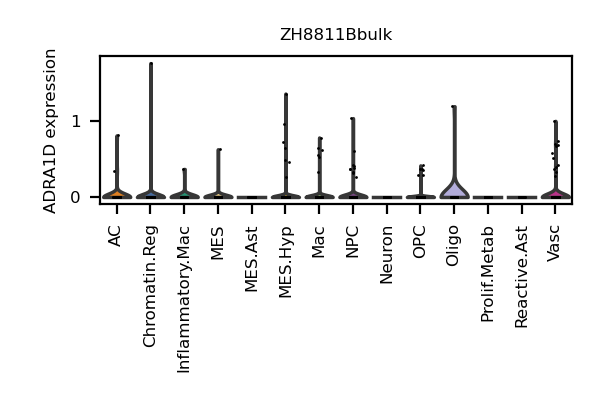 ZH8811Bbulk
ADRA1D expression
1
0
AC
Chromatin.Reg
Inflammatory.Mac
MES
MES.Ast
MES.Hyp
Mac
NPC
Neuron
OPC
Oligo
Prolif.Metab
Reactive.Ast
Vasc